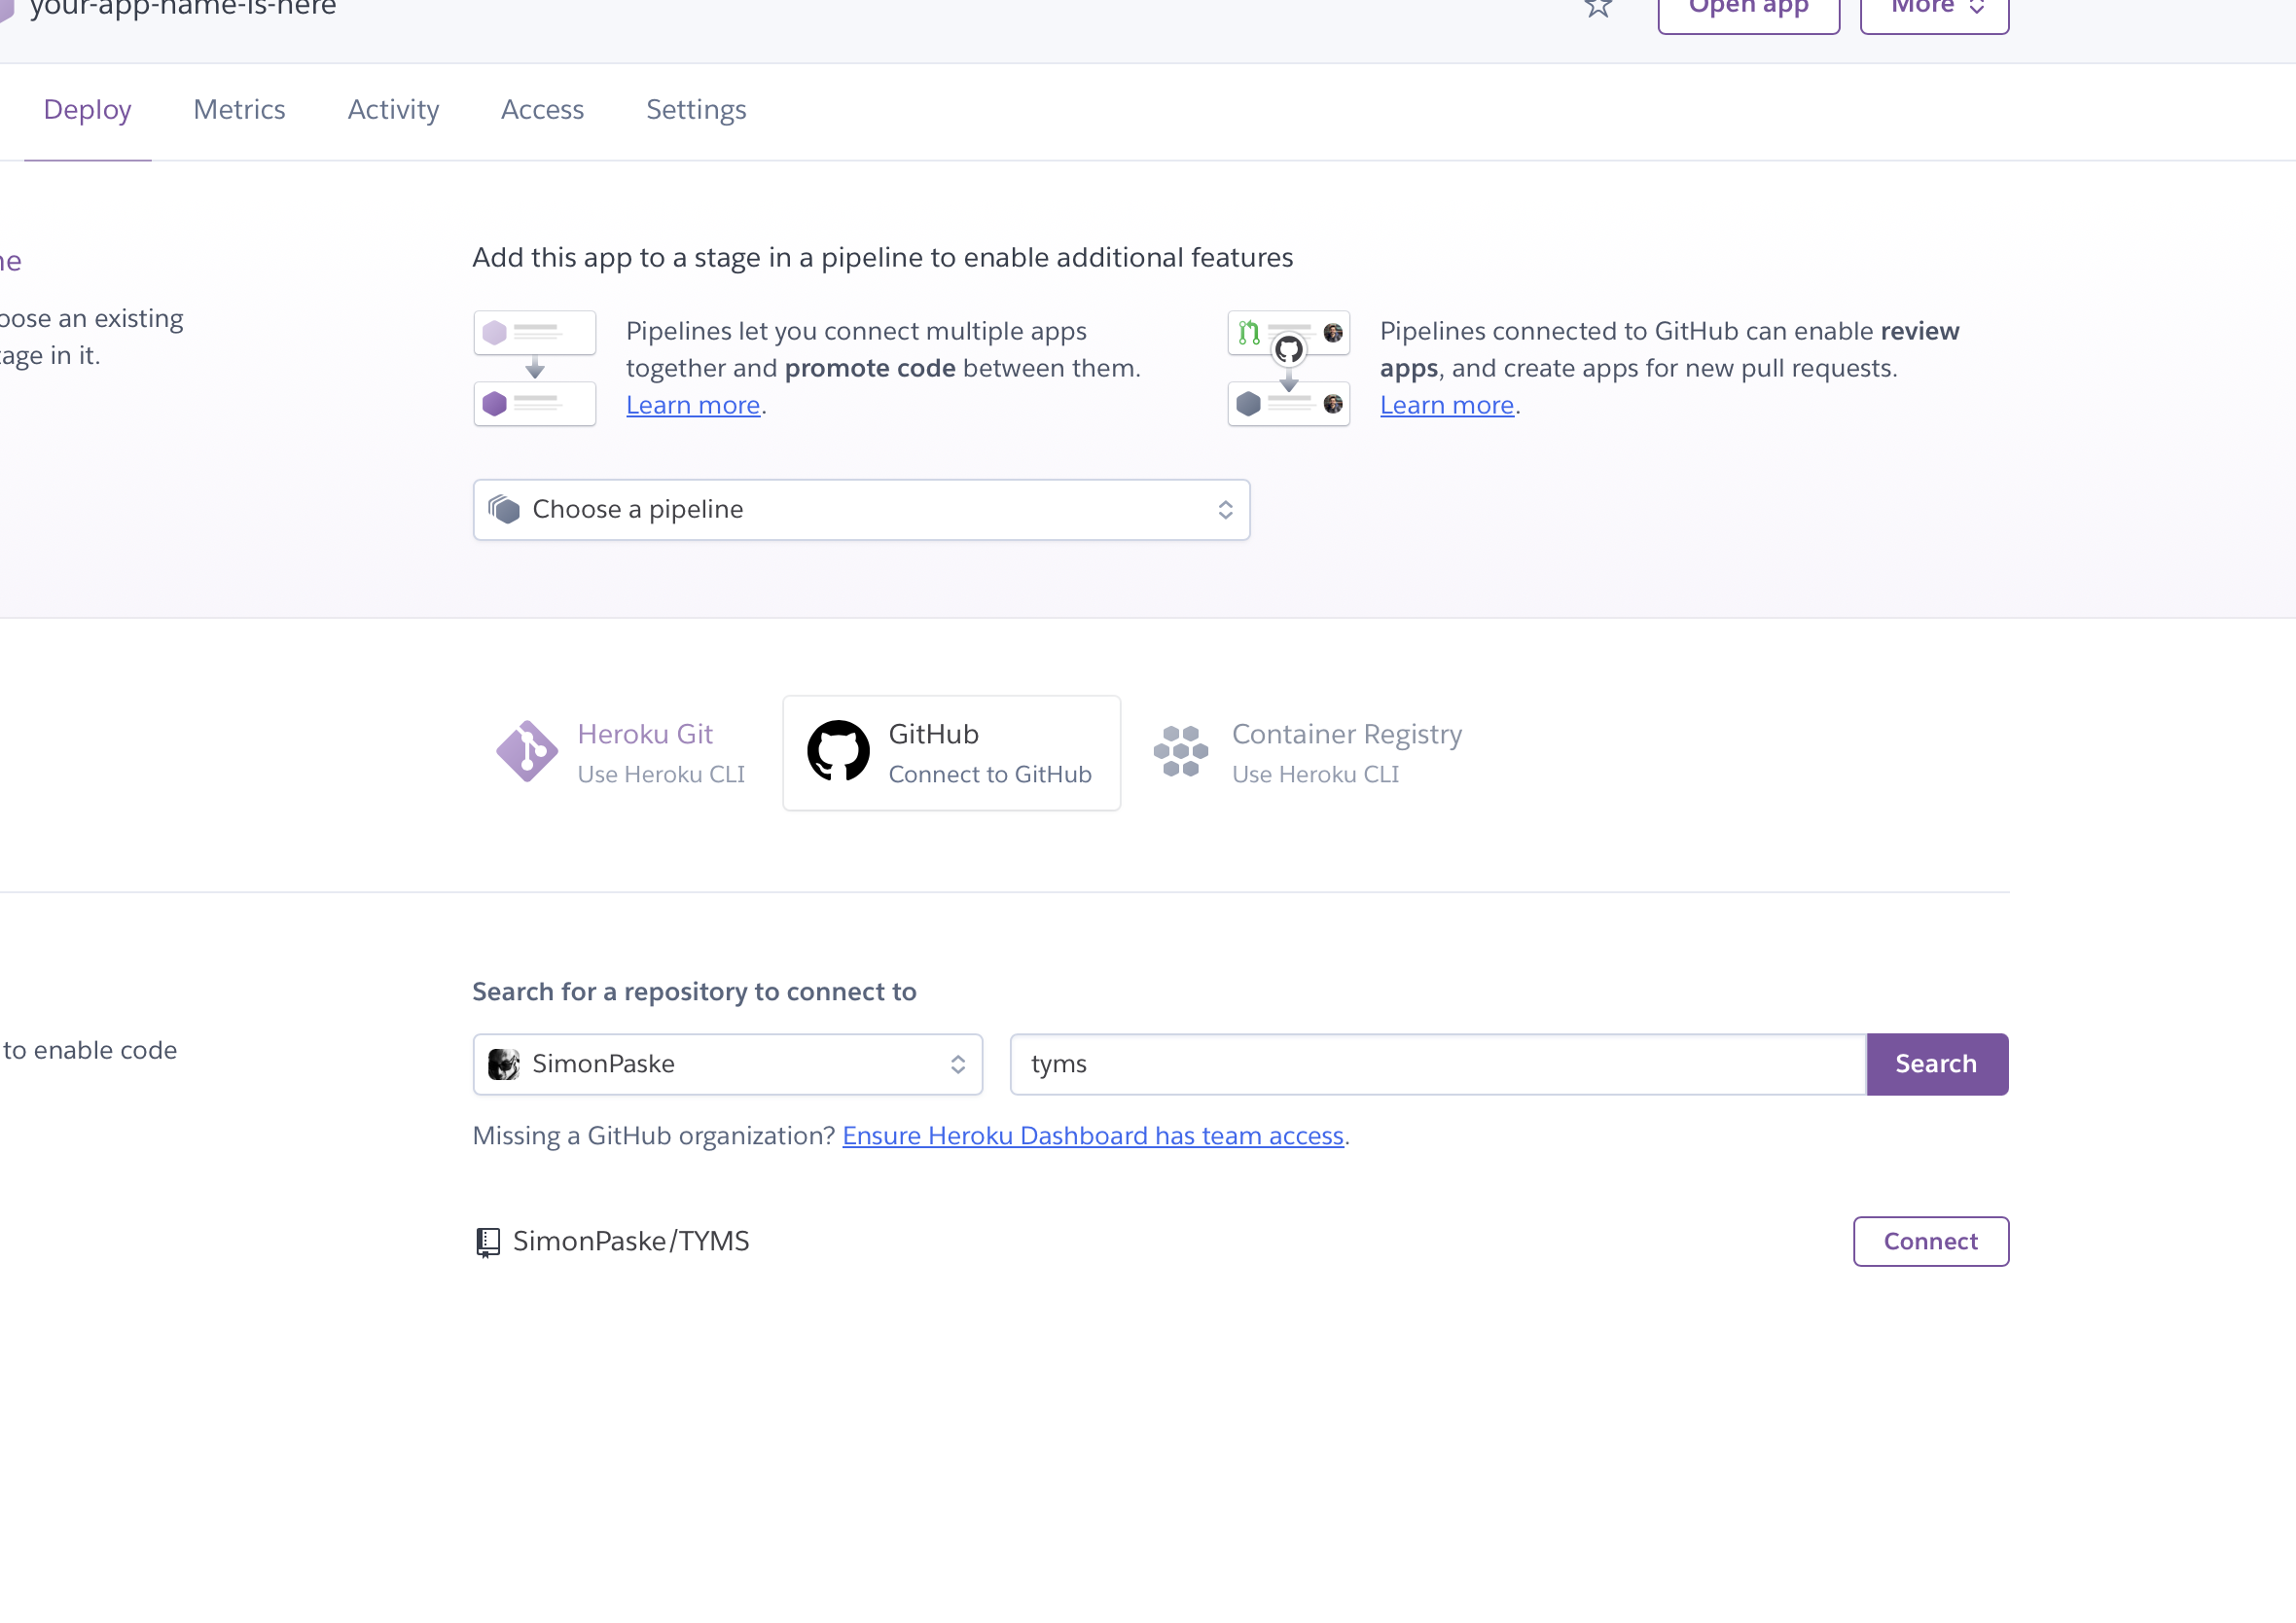 your-app-name-is-here
Open app
More
Deploy
Metrics
Activity
Access
Settings
ne
Add this app to a stage in a pipeline to enable additional features
oose an existing
tage in it.
Pipelines let you connect multiple apps
together and promote code between them.
Learn more.
Pipelines connected to GitHub can enable review
apps, and create apps for new pull requests.
Learn more.
Choose a pipeline
Heroku Git
Use Heroku CLI
GitHub
Connect to GitHub
Container Registry
Use Heroku CLI
Search for a repository to connect to
to enable code
SimonPaske
tyms
Search
Missing a GitHub organization? Ensure Heroku Dashboard has team access.
SimonPaske/TYMS
Connect